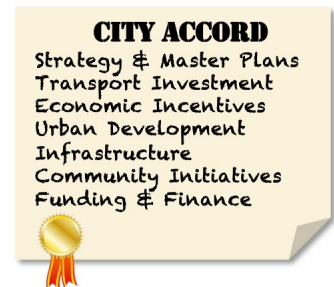 CITY ACCORD
Strategy & Master Plans
Transport Investment
Economic Incentives
Urban Development
Infrastructure
Community Initiatives
Funding & Finance